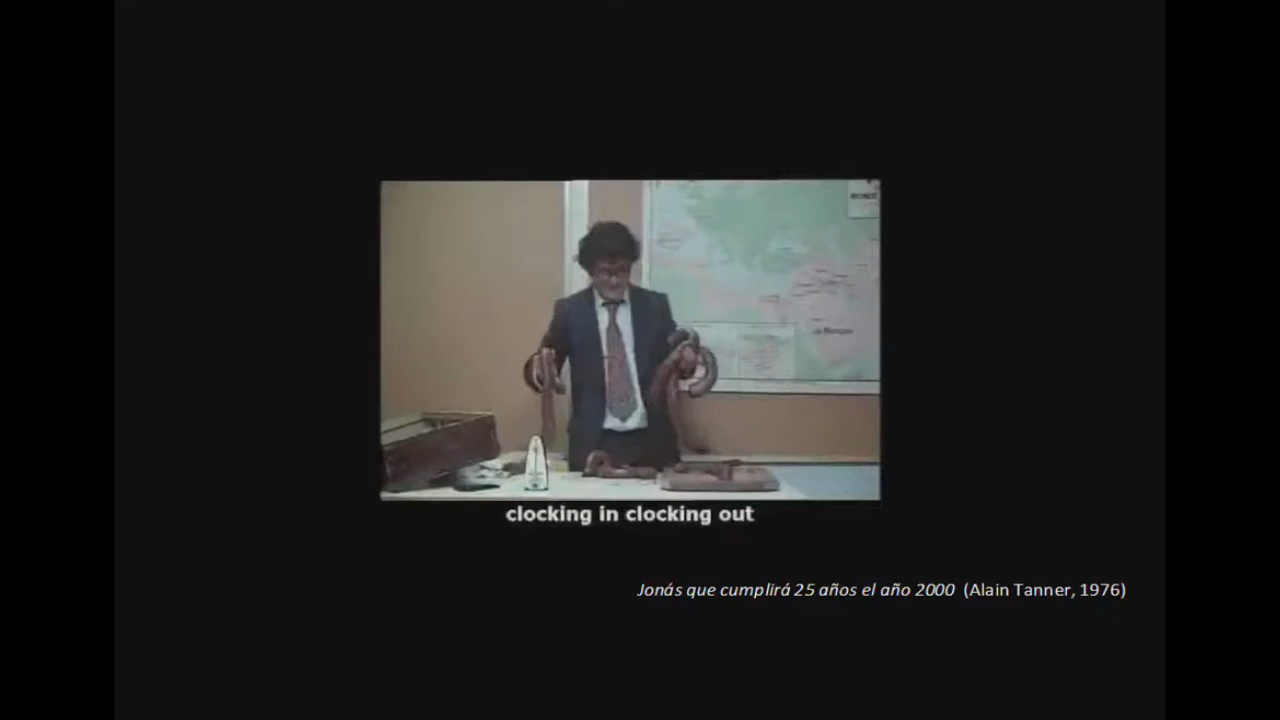 clocking in clocking out
Jonás que cumplirá 25 años el año 2000 (Alain Tanner, 1976)